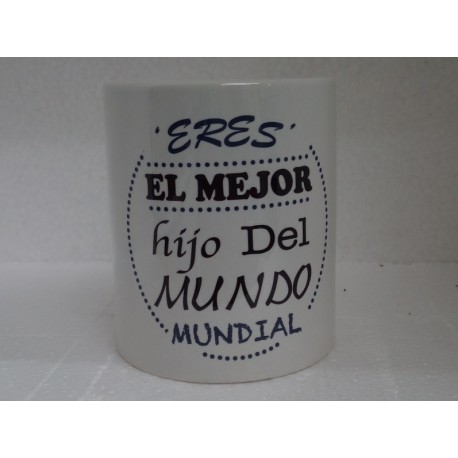 ERES
EL MEJOR
hijo Del
MUNDO
MUNDIAL